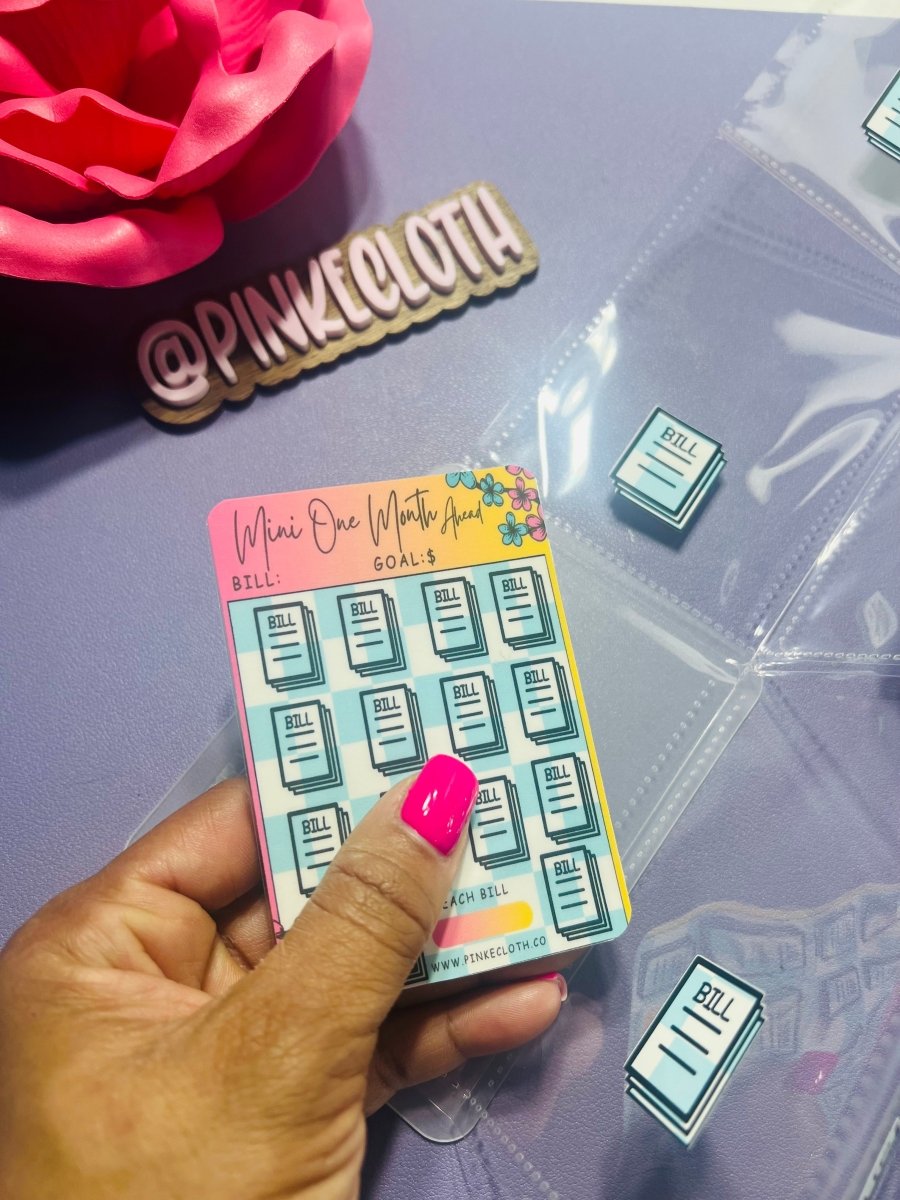 @PINKECLOTH
Mini One Month Ahead
BILL: GOAL:$
BILL BILL BILL BILL
BILL BILL BILL BILL
BILL BILL BILL
BILL
EACH BILL
WWW.PINKECLOTH.CO
BILL
BILL